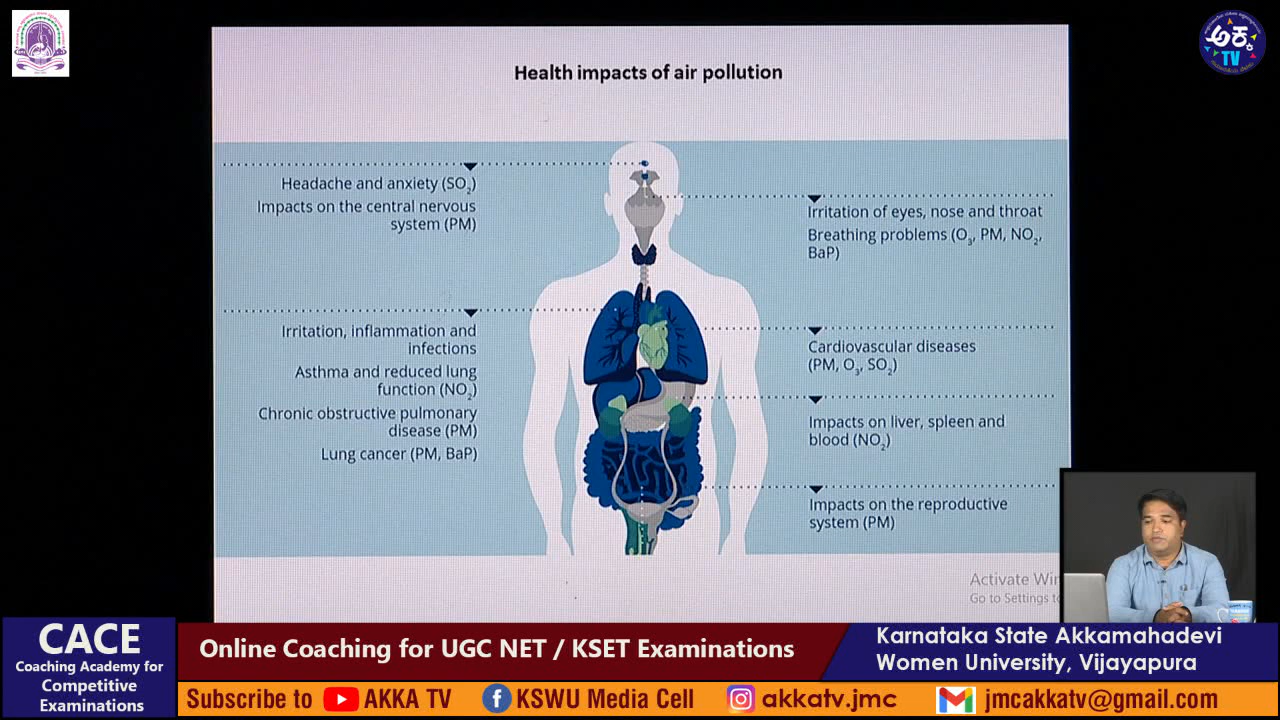 ಅಕ್ಕ
TV
Health impacts of air pollution
Headache and anxiety (SO₂)
Impacts on the central nervous
system (PM)
Irritation of eyes, nose and throat
Breathing problems (O₃, PM, NO₂,
BaP)
Irritation, inflammation and
infections
Asthma and reduced lung
function (NO₂)
Chronic obstructive pulmonary
disease (PM)
Lung cancer (PM, BaP)
Cardiovascular diseases
(PM, O₃, SO₂)
Impacts on liver, spleen and
blood (NO₂)
Impacts on the reproductive
system (PM)
Activate Win
Go to Settings to
CACE
Coaching Academy for
Competitive
Examinations
Online Coaching for UGC NET / KSET Examinations
Karnataka State Akkamahadevi
Women University, Vijayapura
Subscribe to AKKA TV KSWU Media Cell akkatv.jmc jmcakkatv@gmail.com